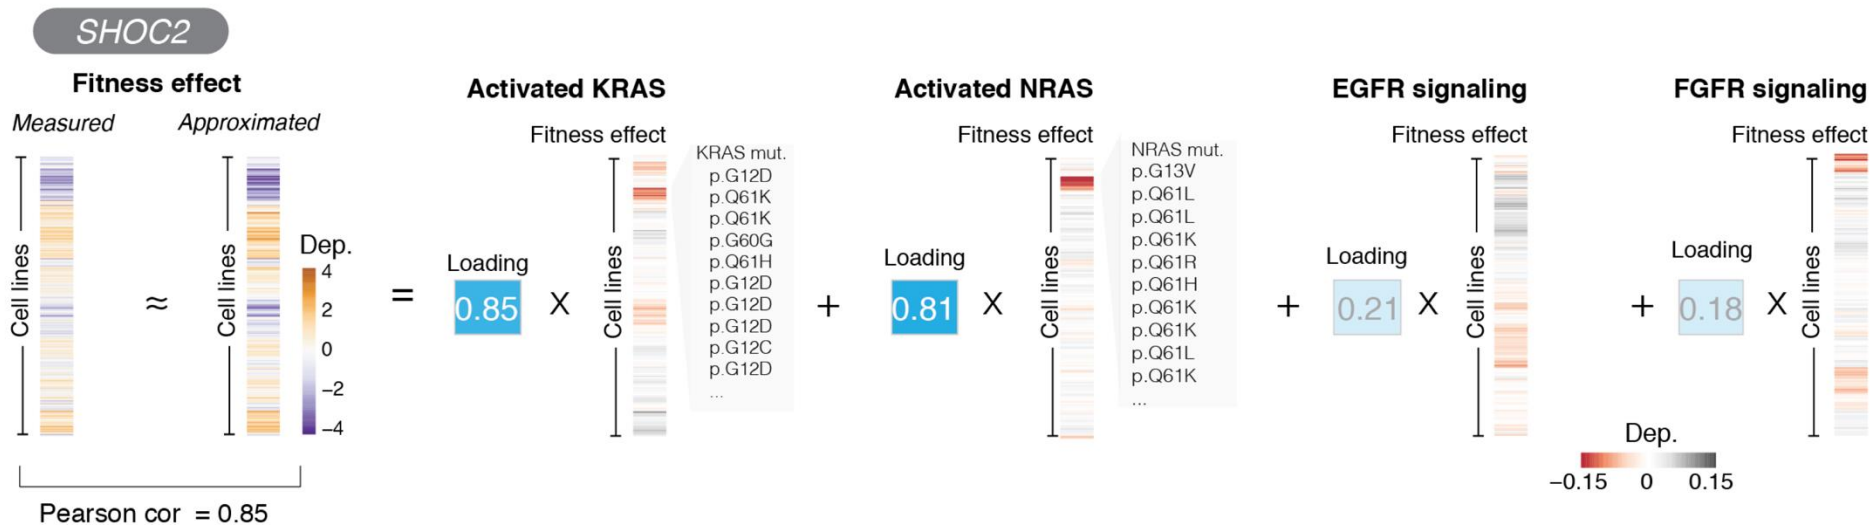 SHOC2
Fitness effect
Measured
Approximated
Cell lines
≈
Cell lines
Dep.
4
2
0
−2
−4
Pearson cor = 0.85
=
Activated KRAS
Fitness effect
Loading
0.85
X
Cell lines
KRAS mut.
p.G12D
p.Q61K
p.Q61K
p.G60G
p.Q61H
p.G12D
p.G12D
p.G12D
p.G12C
p.G12D
...
+
Activated NRAS
Fitness effect
Loading
0.81
X
Cell lines
NRAS mut.
p.G13V
p.Q61L
p.Q61L
p.Q61K
p.Q61R
p.Q61H
p.Q61K
p.Q61K
p.Q61L
p.Q61K
...
+
EGFR signaling
Fitness effect
Loading
0.21
X
Cell lines
+
FGFR signaling
Fitness effect
Loading
0.18
X
Cell lines
Dep.
−0.15 0 0.15